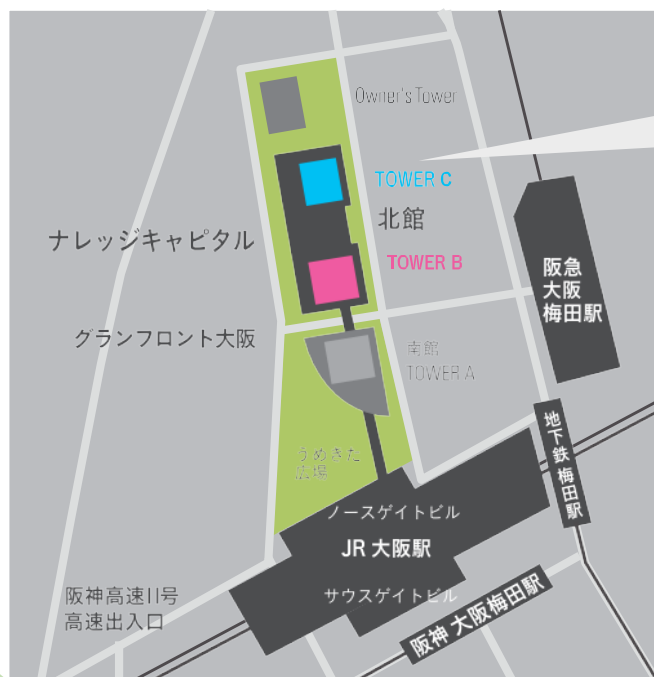 Owner's Tower
TOWER C
北館
ナレッジキャピタル
TOWER B
阪急
大阪
梅田駅
グランフロント大阪
南館
TOWER A
地下鉄 梅田駅
うめきた
広場
ノースゲイトビル
JR 大阪駅
阪神高速11号
高速出入口
サウスゲイトビル
阪神 大阪梅田駅